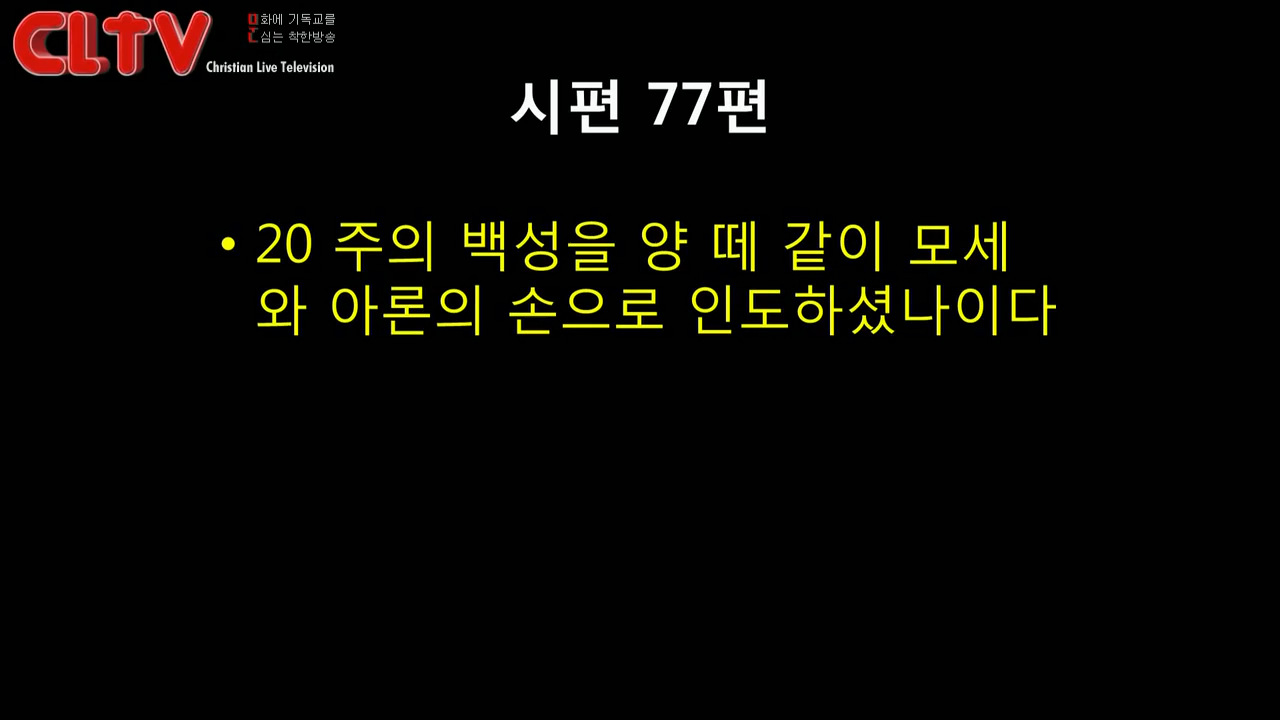 CLTV
문화에 기독교를
심는 착한방송
Christian Live Television
시편 77편
• 20 주의 백성을 양 떼 같이 모세
와 아론의 손으로 인도하셨나이다